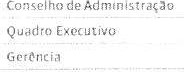 Conselho de Administração
Quadro Executivo
Gerência